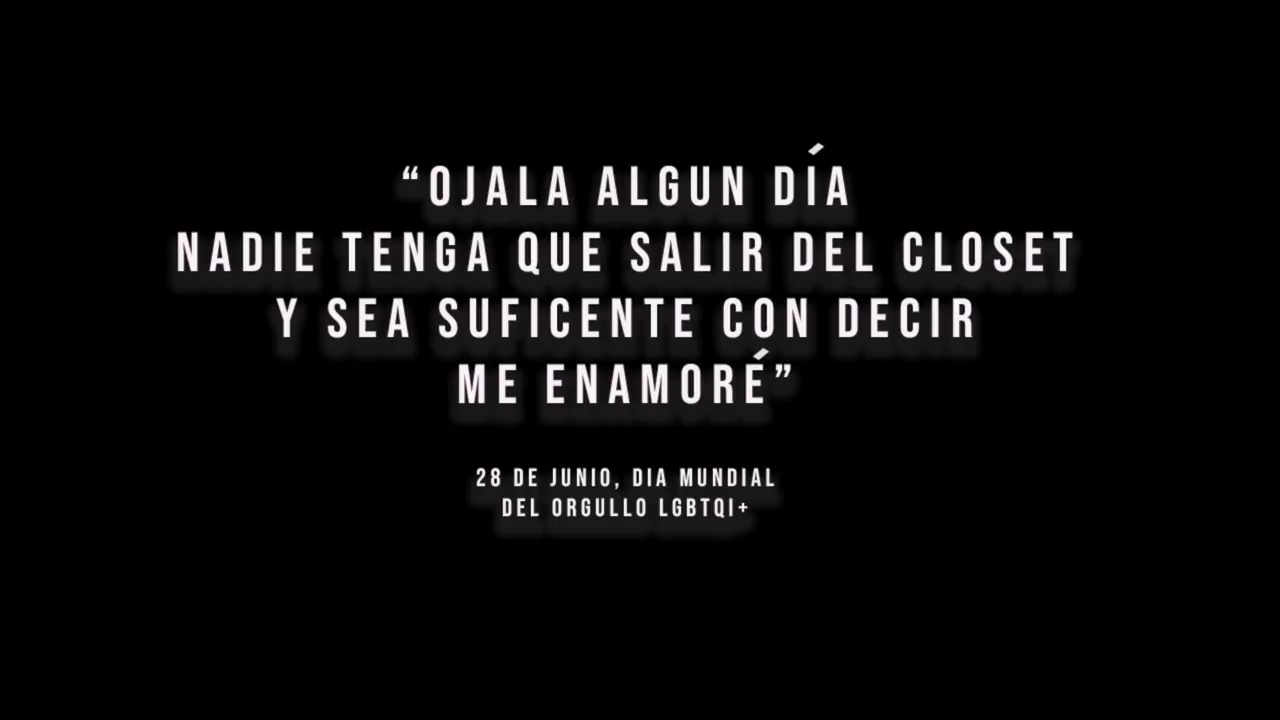 “OJALA ALGUN DÍA
NADIE TENGA QUE SALIR DEL CLOSET
Y SEA SUFICENTE CON DECIR
ME ENAMORÉ”
28 DE JUNIO, DIA MUNDIAL
DEL ORGULLO LGBTQI+